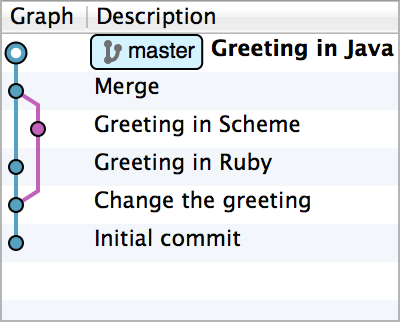 Graph Description
master Greeting in Java
Merge
Greeting in Scheme
Greeting in Ruby
Change the greeting
Initial commit